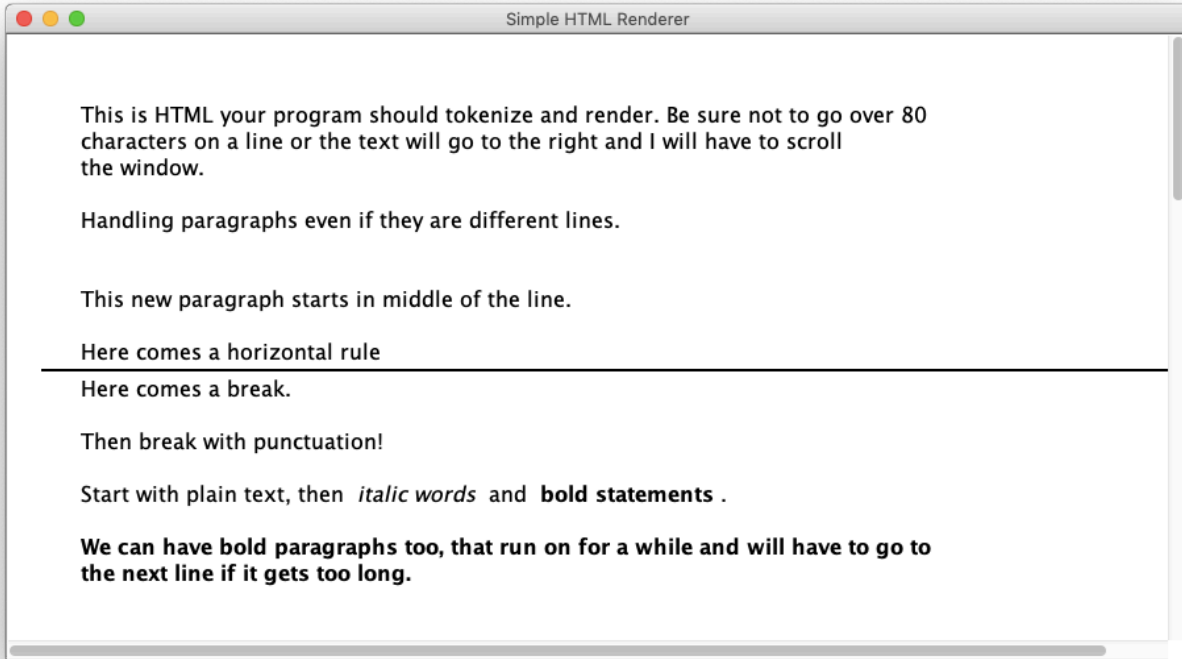 Simple HTML Renderer
This is HTML your program should tokenize and render. Be sure not to go over 80
characters on a line or the text will go to the right and I will have to scroll
the window.
Handling paragraphs even if they are different lines.
This new paragraph starts in middle of the line.
Here comes a horizontal rule
Here comes a break.
Then break with punctuation!
Start with plain text, then italic words and bold statements .
We can have bold paragraphs too, that run on for a while and will have to go to
the next line if it gets too long.